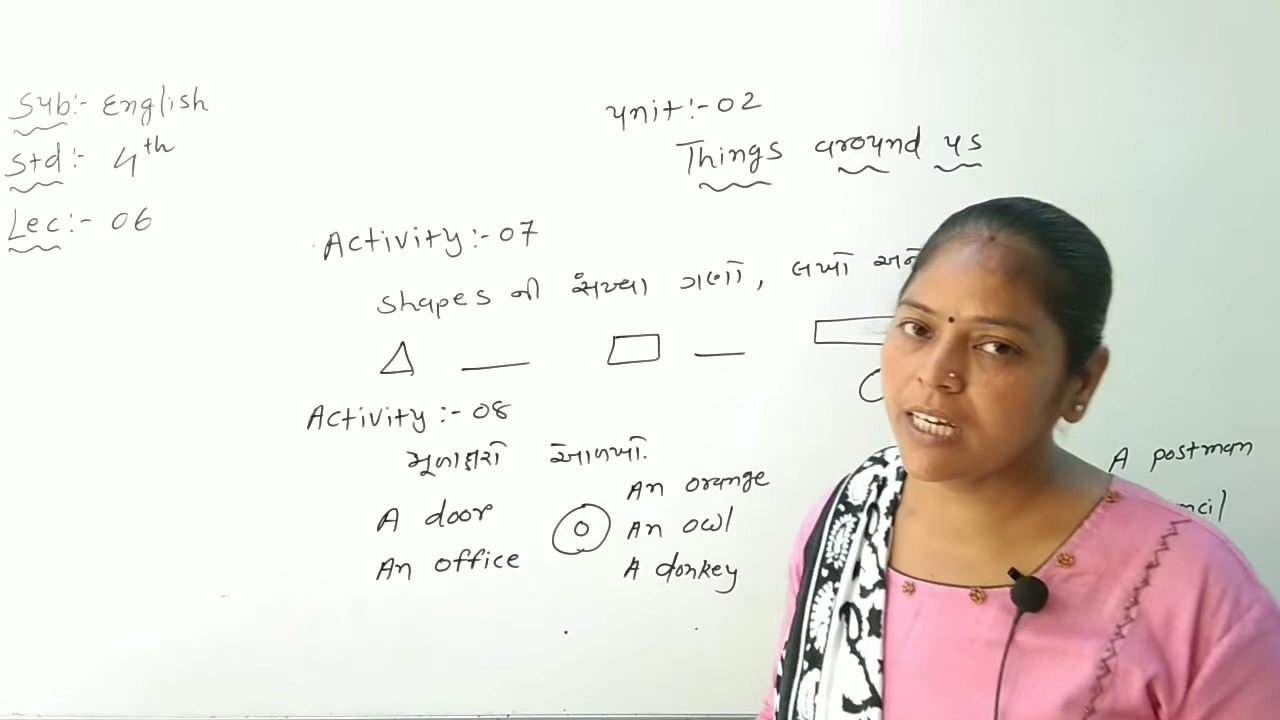 Sub:- English
Std:- 4th
Lec:- 06
Unit:- 02
Things around us
Activity:- 07
shapes ની સંખ્યા ગણો, લખો અને
Activity:- 08
મૂળાક્ષરો ઓળખો.
A door
An office
O
An orange
An owl
A donkey
A postman